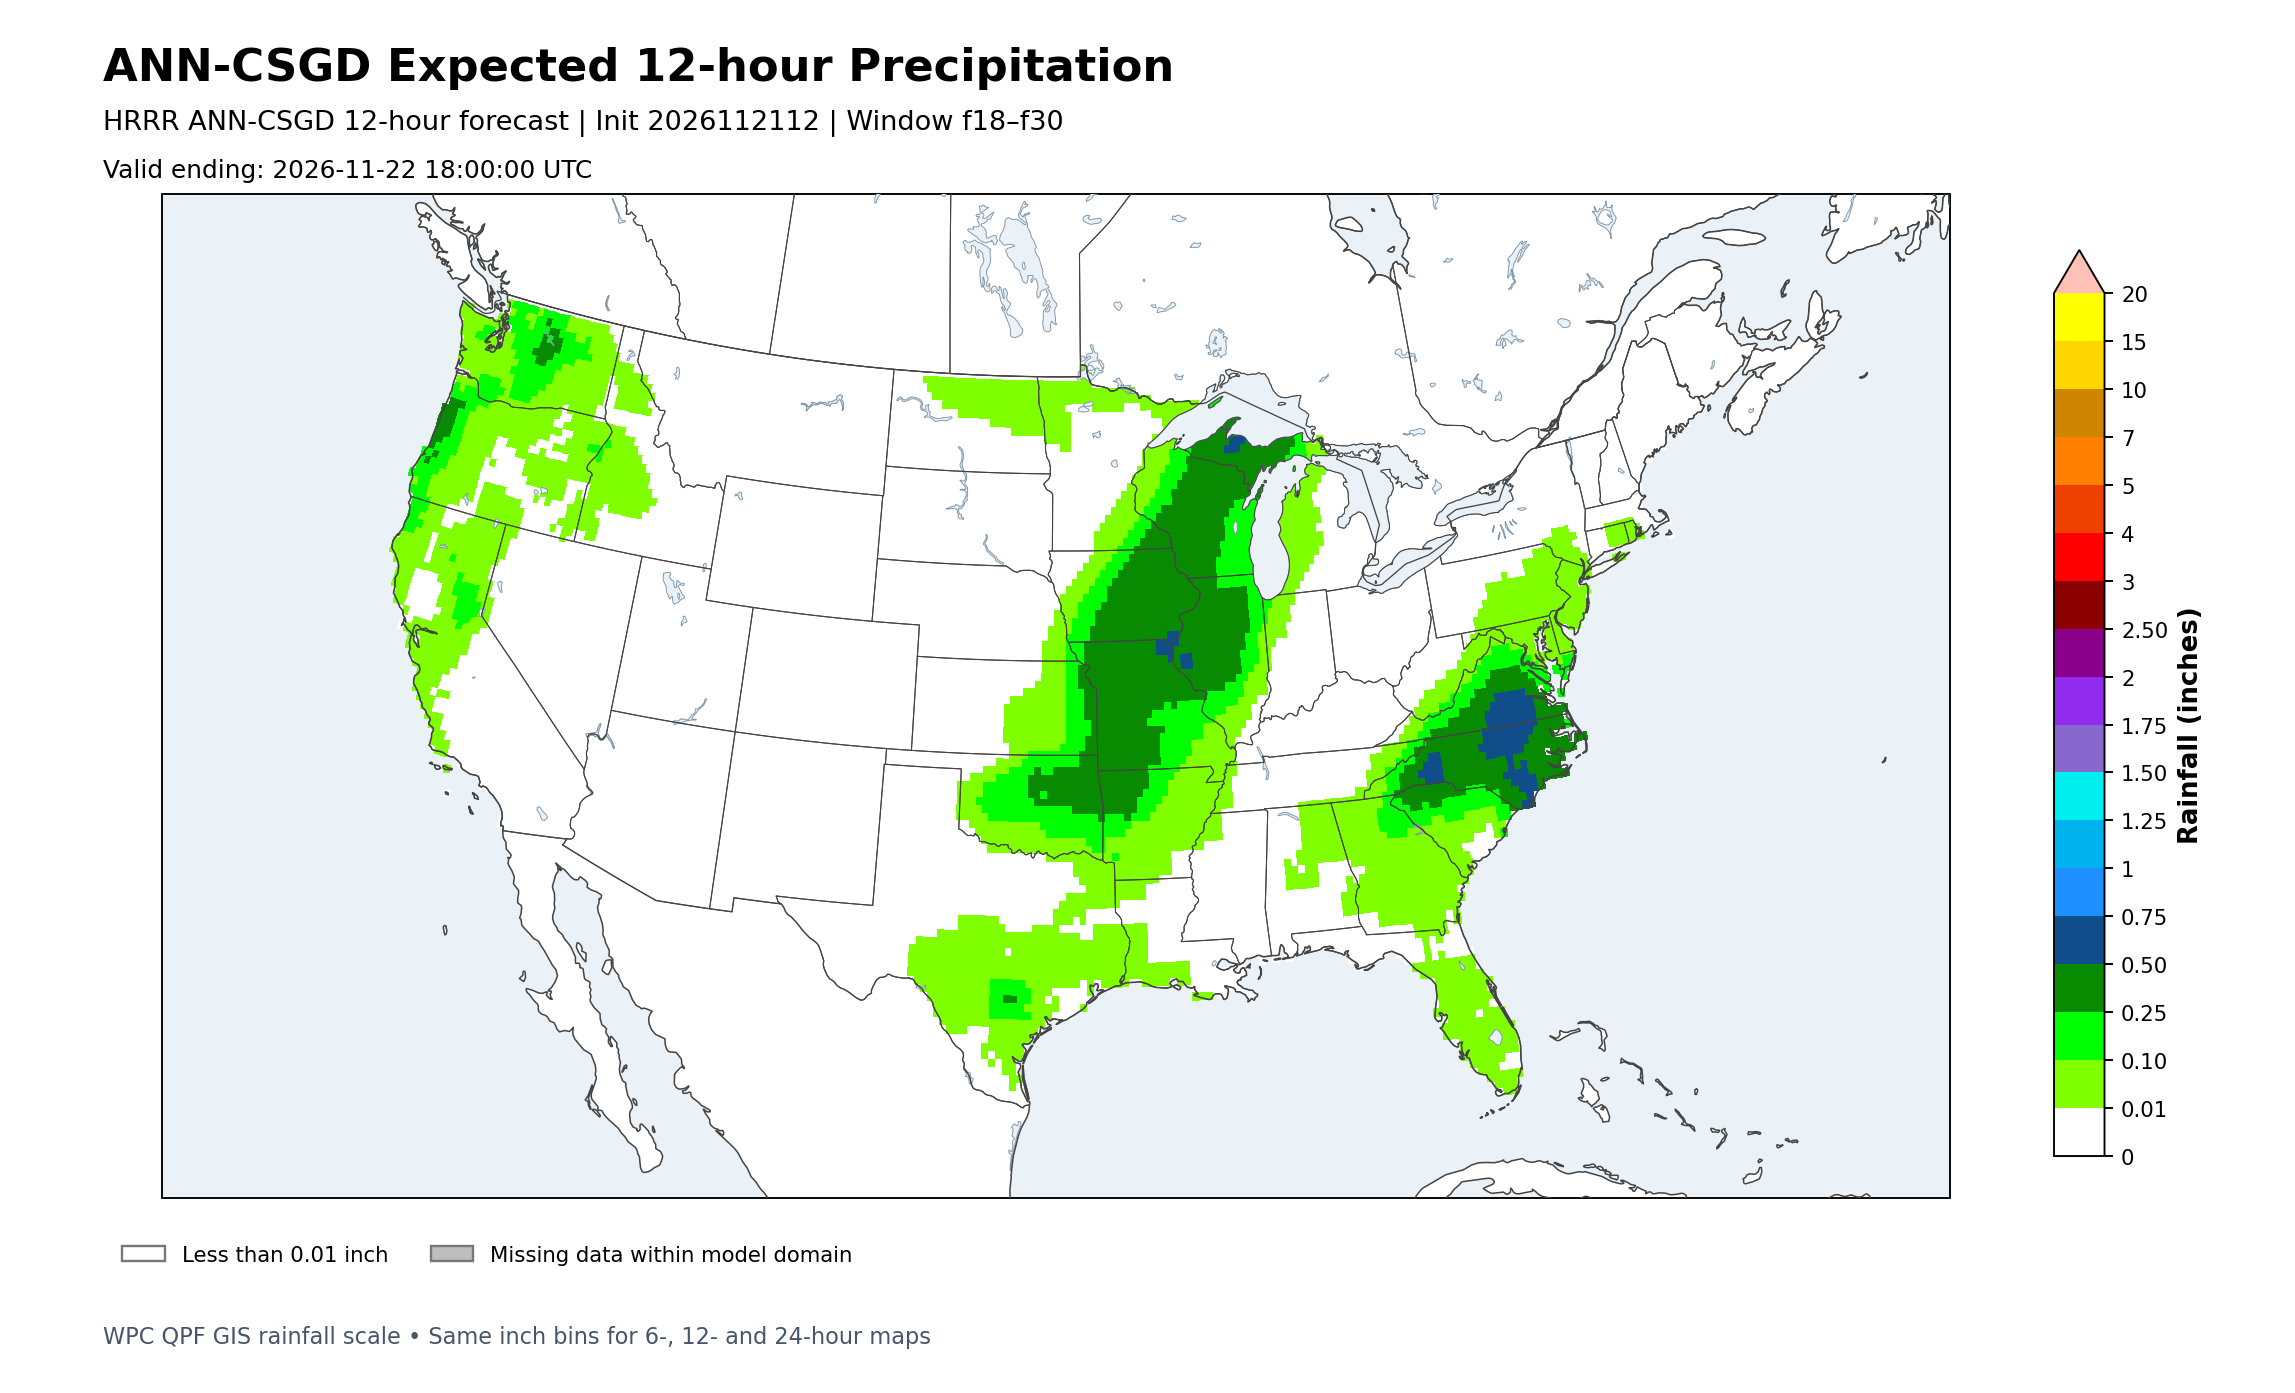 ANN-CSGD Expected 12-hour Precipitation
HRRR ANN-CSGD 12-hour forecast | Init 2026112112 | Window f18–f30
Valid ending: 2026-11-22 18:00:00 UTC
20
15
10
7
5
4
3
2.50
2
1.75
1.50
1.25
1
0.75
0.50
0.25
0.10
0.01
0
Rainfall (inches)
Less than 0.01 inch
Missing data within model domain
WPC QPF GIS rainfall scale • Same inch bins for 6-, 12- and 24-hour maps